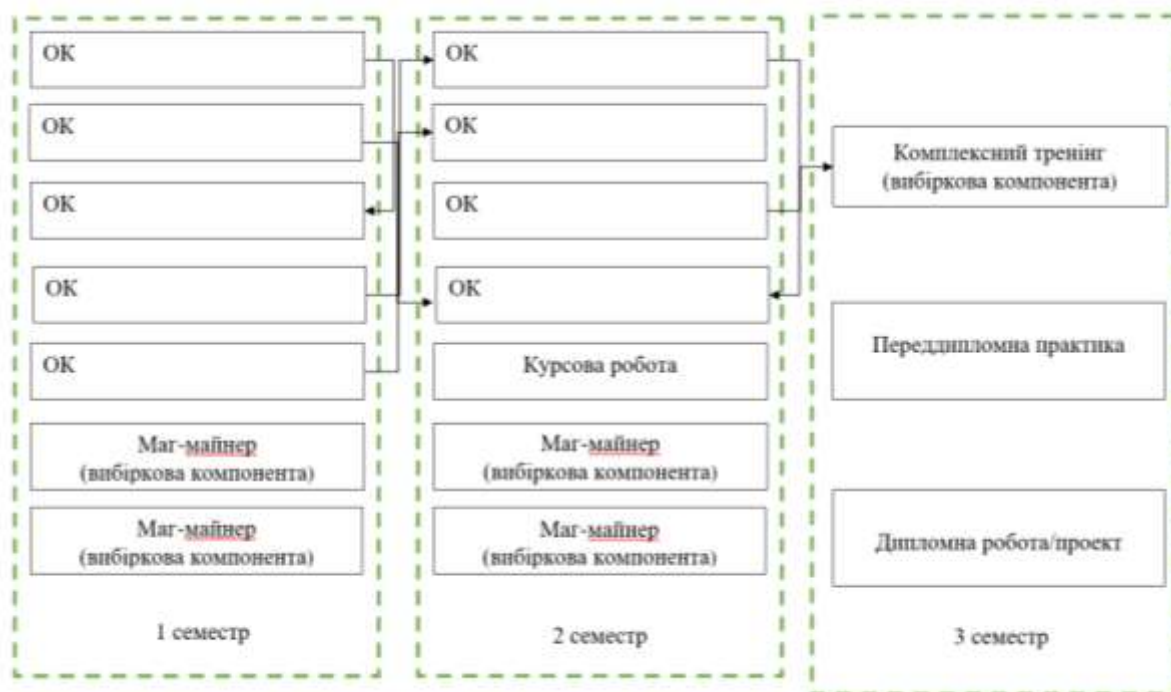 ОК
ОК
ОК
ОК
ОК
Маг-майнер
(вибіркова компонента)
Маг-майнер
(вибіркова компонента)
1 семестр
ОК
ОК
ОК
ОК
Курсова робота
Маг-майнер
(вибіркова компонента)
Маг-майнер
(вибіркова компонента)
2 семестр
Комплексний тренінг
(вибіркова компонента)
Переддипломна практика
Дипломна робота/проект
3 семестр